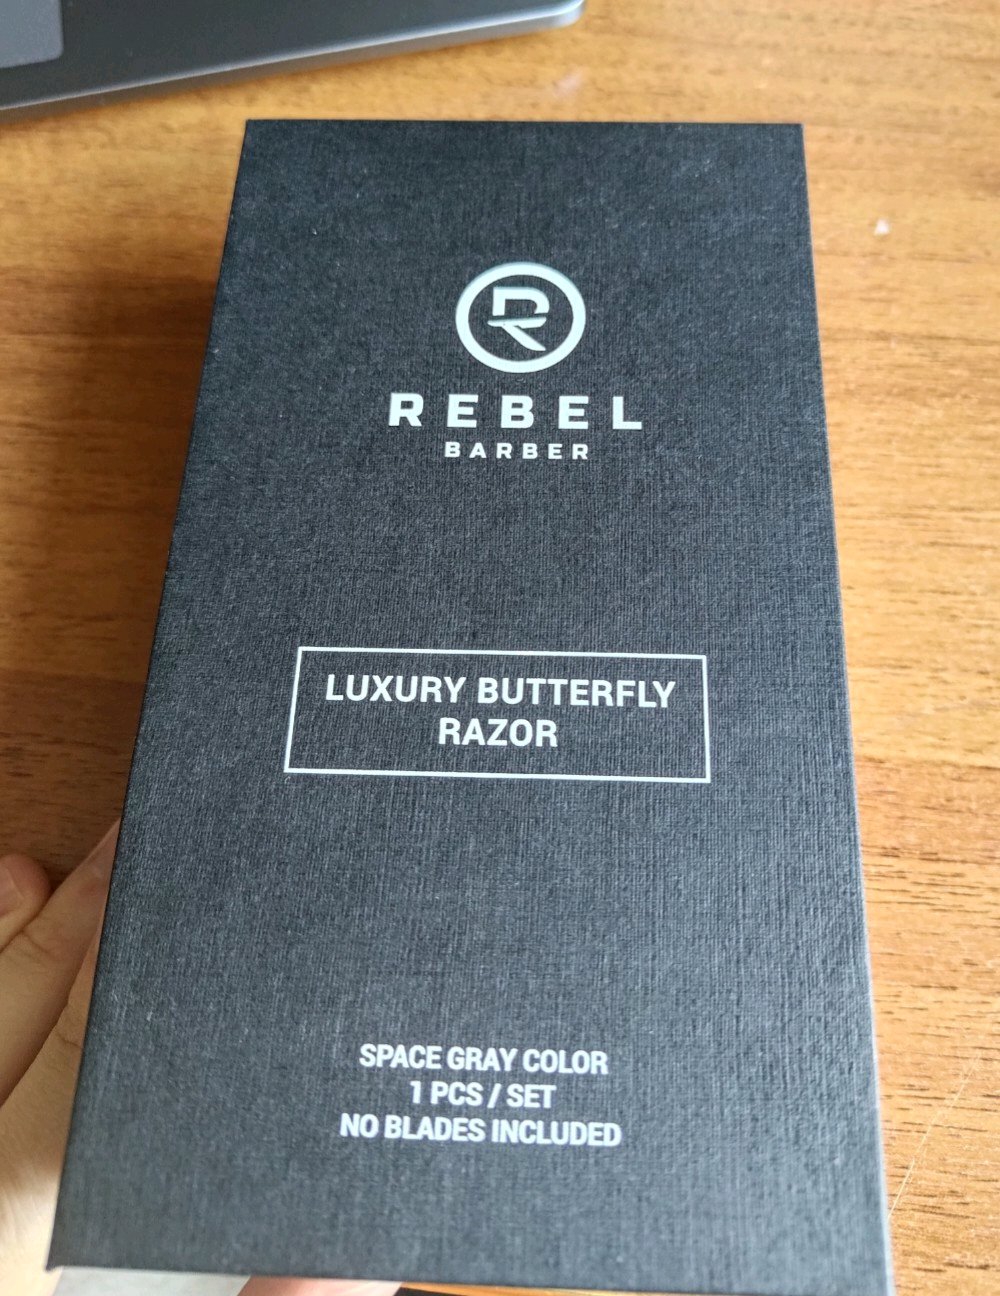 R
REBEL
BARBER
LUXURY BUTTERFLY
RAZOR
SPACE GRAY COLOR
1 PCS / SET
NO BLADES INCLUDED